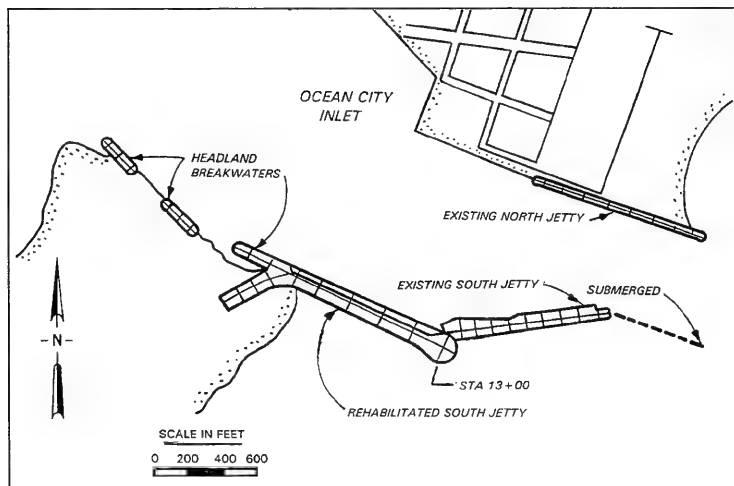 OCEAN CITY
INLET
HEADLAND
BREAKWATERS
EXISTING NORTH JETTY
EXISTING SOUTH JETTY
SUBMERGED
-N-
STA 13+00
REHABILITATED SOUTH JETTY
SCALE IN FEET
0 200 400 600